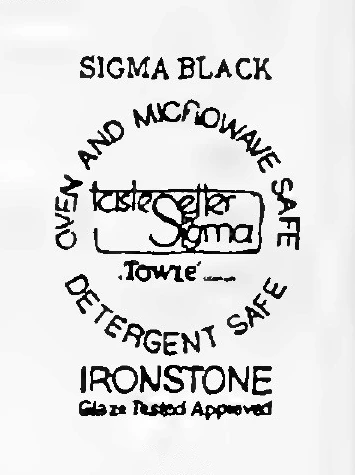 SIGMA BLACK
OVEN AND MICROWAVE SAFE
tastesetter
Sigma
TOWLE
DETERGENT SAFE
IRONSTONE
Glaze Tested Approved